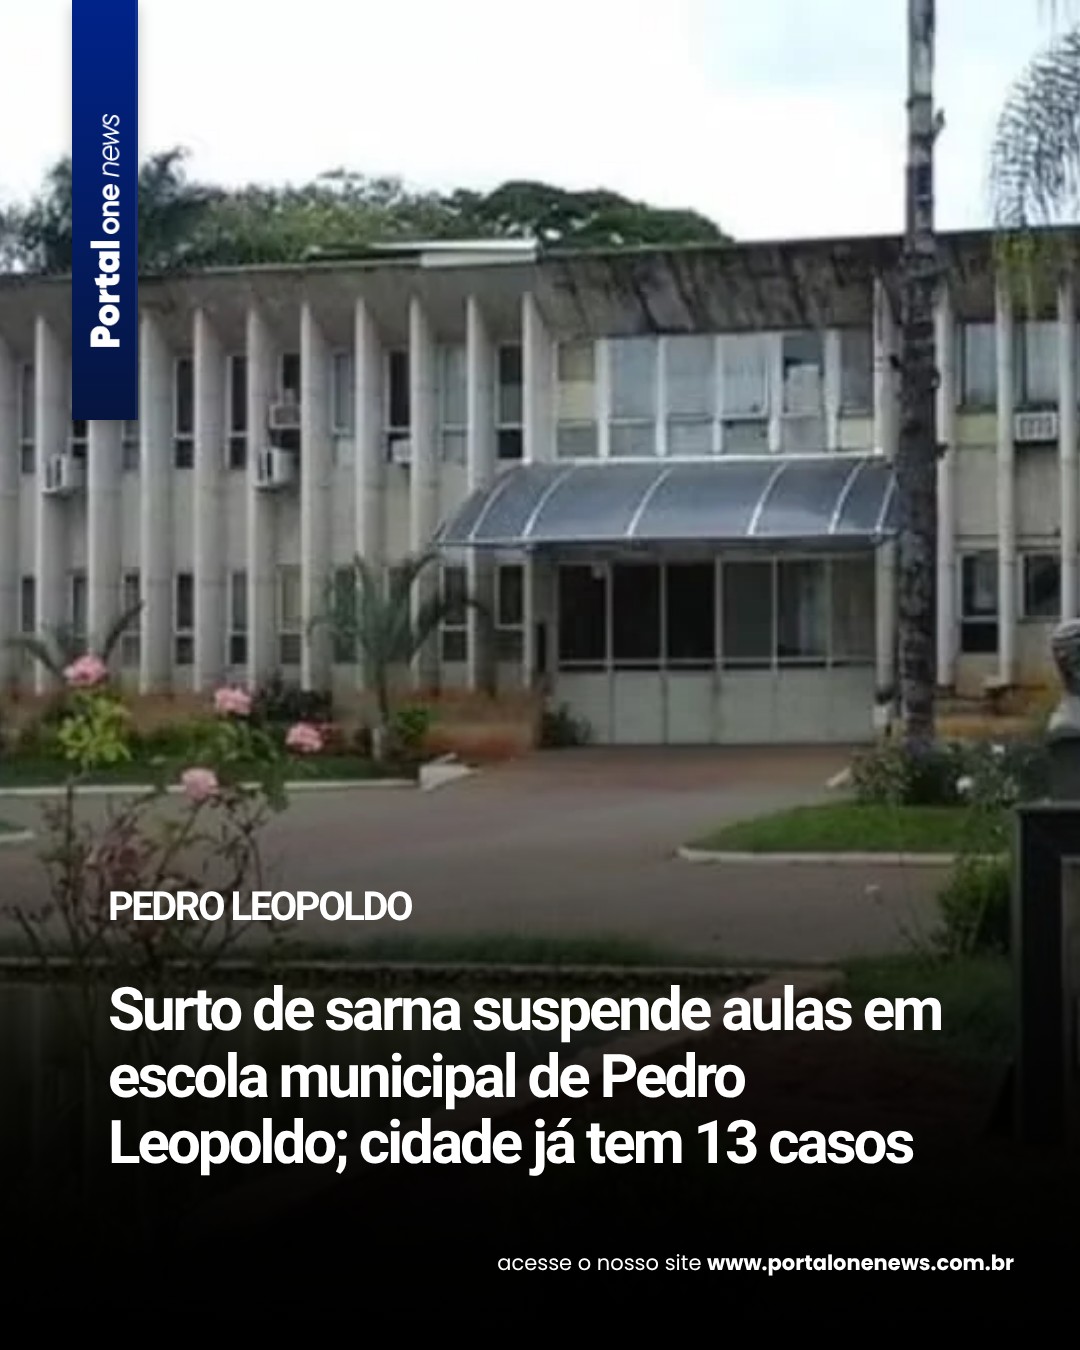 Portal one news
PEDRO LEOPOLDO
Surto de sarna suspende aulas em
escola municipal de Pedro
Leopoldo; cidade já tem 13 casos
acesse o nosso site www.portalonenews.com.br